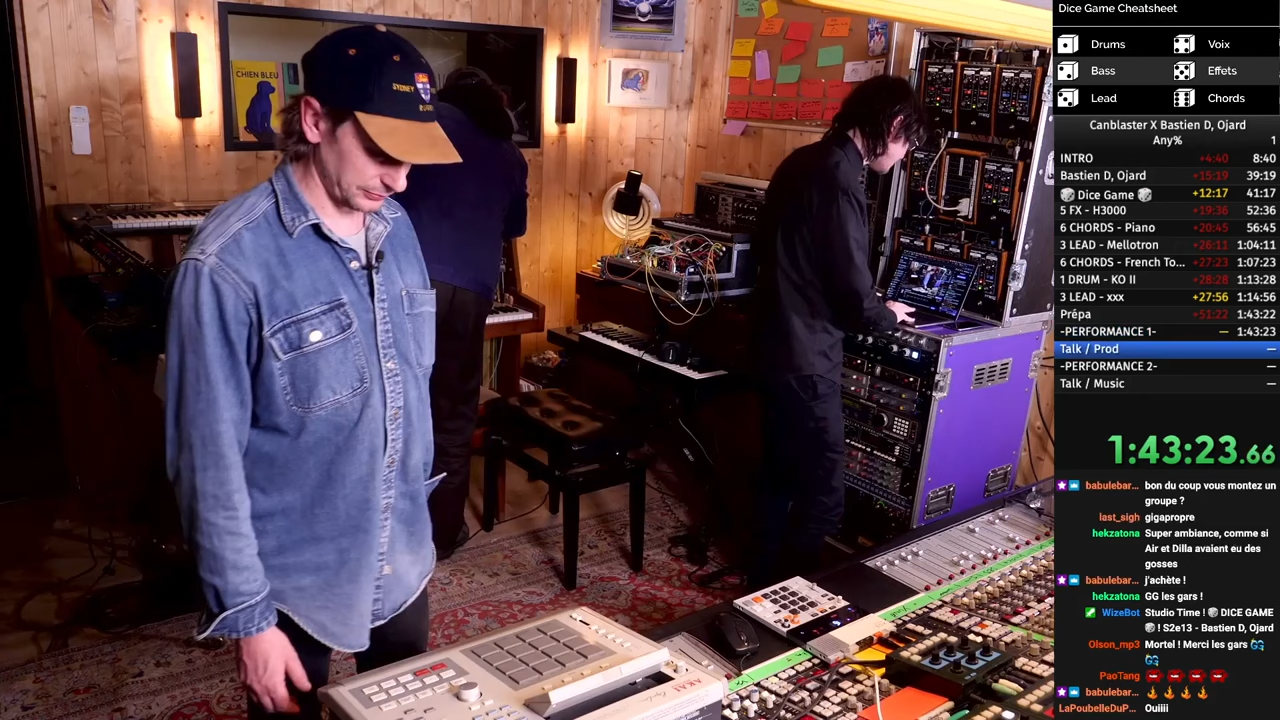 Dice Game Cheatsheet
Drums Voix
Bass Effets
Lead Chords
Canblaster X Bastien D, Ojard
Any% 1
INTRO +4:40 8:40
Bastien D, Ojard +15:19 39:19
🎲 Dice Game 🎲 +12:17 41:17
5 FX - H3000 +19:36 52:36
6 CHORDS - Piano +20:45 56:45
3 LEAD - Mellotron +26:11 1:04:11
6 CHORDS - French To... +27:23 1:07:23
1 DRUM - KO II +28:28 1:13:28
3 LEAD - xxx +27:56 1:14:56
Prépa +51:22 1:43:22
-PERFORMANCE 1- — 1:43:23
Talk / Prod —
-PERFORMANCE 2- —
Talk / Music —
1:43:23.66
babulebar... bon du coup vous montez un
groupe ?
last_sigh gigapropre
hekzatona Super ambiance, comme si
Air et Dilla avaient eu des
gosses
babulebar... j'achète !
hekzatona GG les gars !
WizeBot Studio Time ! 🎲 DICE GAME
🎲 ! S2e13 - Bastien D, Ojard
Olson_mp3 Mortel ! Merci les gars
PaoTang
babulebar... 🔥 🔥 🔥 🔥
LaPoubelleDuP... Ouiiii
CHIEN BLEU
SYDNEY
AKAI